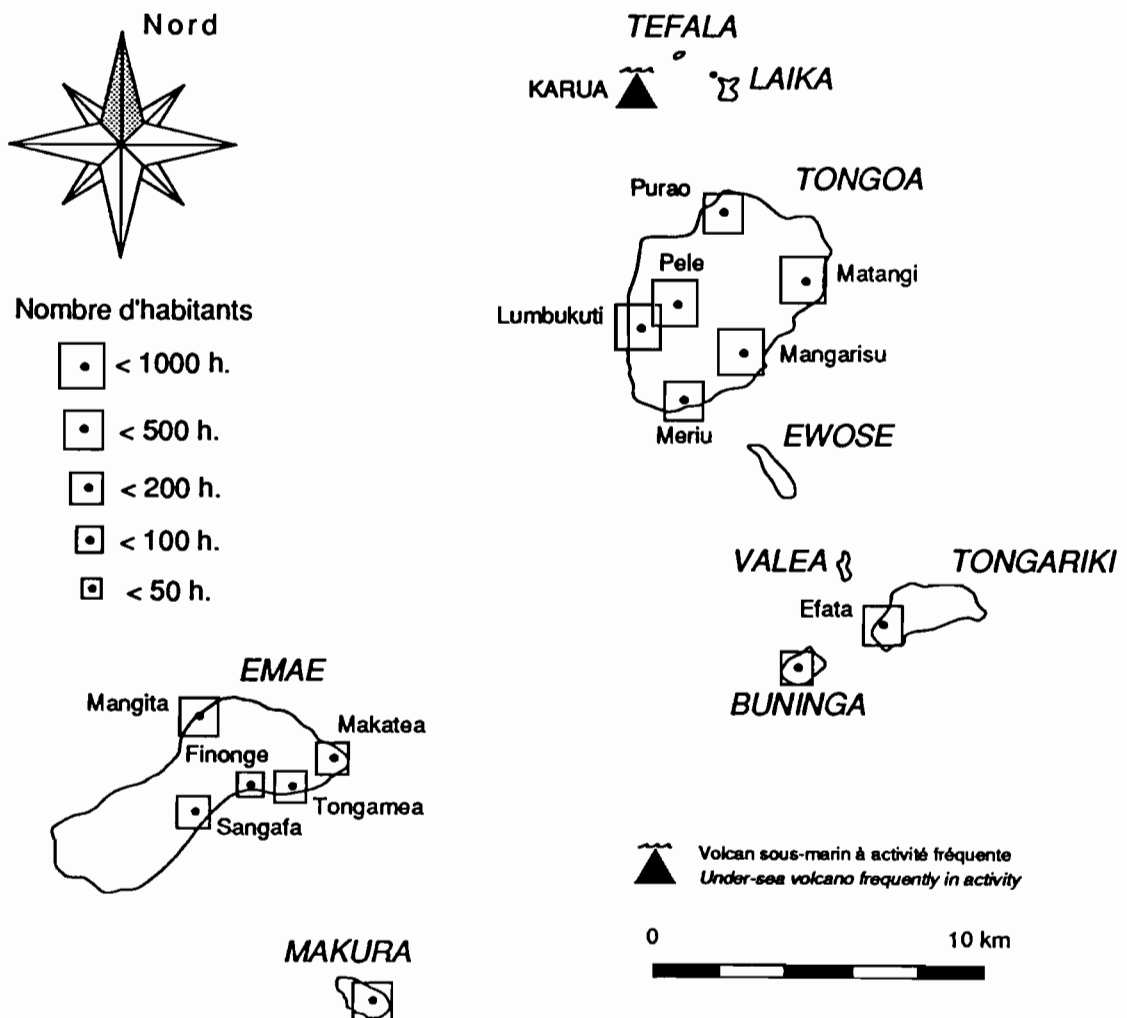 Nord
TEFALA
KARUA
LAIKA
Purao
TONGOA
Pele
Matangi
Lumbukuti
Mangarisu
Meriu
EWOSE
Nombre d'habitants
< 1000 h.
< 500 h.
< 200 h.
< 100 h.
< 50 h.
VALEA
TONGARIKI
Efata
BUNINGA
EMAE
Mangita
Makatea
Finonge
Tongamea
Sangafa
Volcan sous-marin à activité fréquente
Under-sea volcano frequently in activity
0 10 km
MAKURA